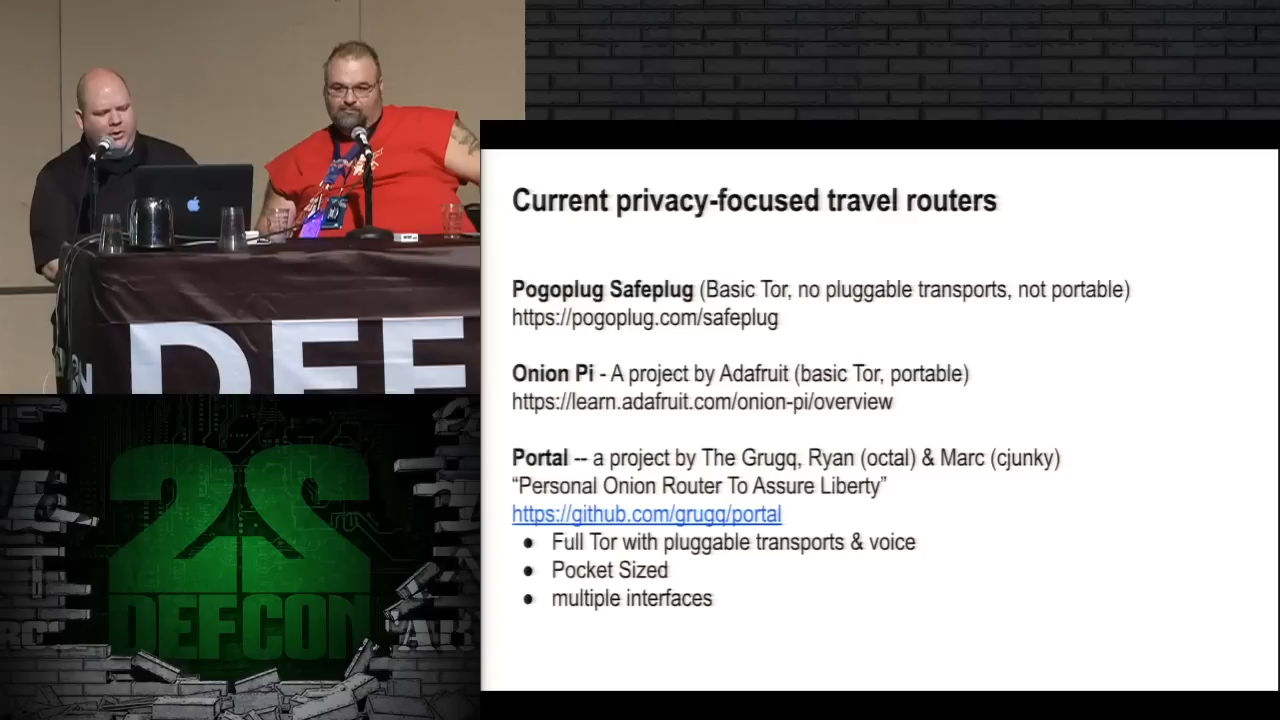 Current privacy-focused travel routers
Pogoplug Safeplug (Basic Tor, no pluggable transports, not portable)
https://pogoplug.com/safeplug
Onion Pi - A project by Adafruit (basic Tor, portable)
https://learn.adafruit.com/onion-pi/overview
Portal -- a project by The Grugq, Ryan (octal) & Marc (cjunky)
“Personal Onion Router To Assure Liberty”
https://github.com/grugq/portal
● Full Tor with pluggable transports & voice
● Pocket Sized
● multiple interfaces
DEF
22
DEFCON